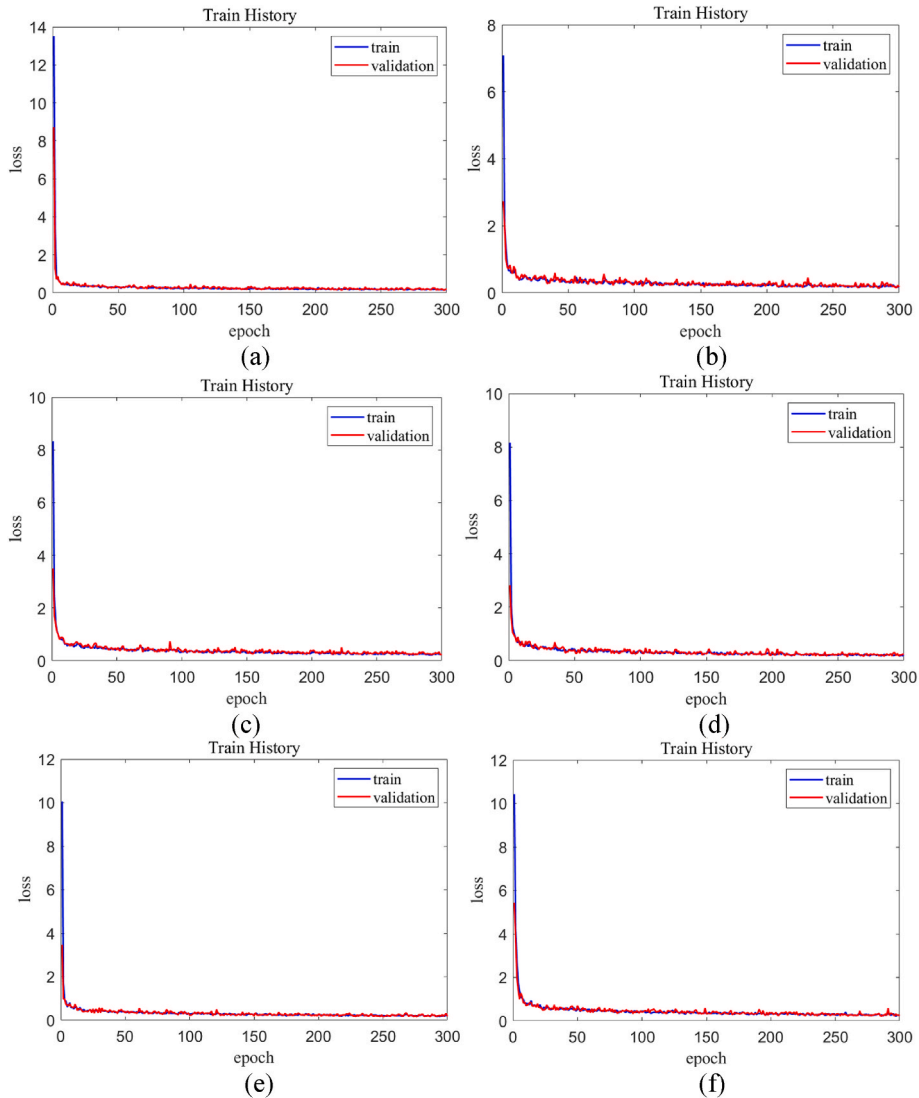 Train History
14
12
10
8
6
4
2
0
loss
train
validation
0 50 100 150 200 250 300
epoch
(a)
Train History
8
6
4
2
0
loss
train
validation
0 50 100 150 200 250 300
epoch
(b)
Train History
10
8
6
4
2
0
loss
train
validation
0 50 100 150 200 250 300
epoch
(c)
Train History
10
8
6
4
2
0
loss
train
validation
0 50 100 150 200 250 300
epoch
(d)
Train History
12
10
8
6
4
2
0
loss
train
validation
0 50 100 150 200 250 300
epoch
(e)
Train History
12
10
8
6
4
2
0
loss
train
validation
0 50 100 150 200 250 300
epoch
(f)